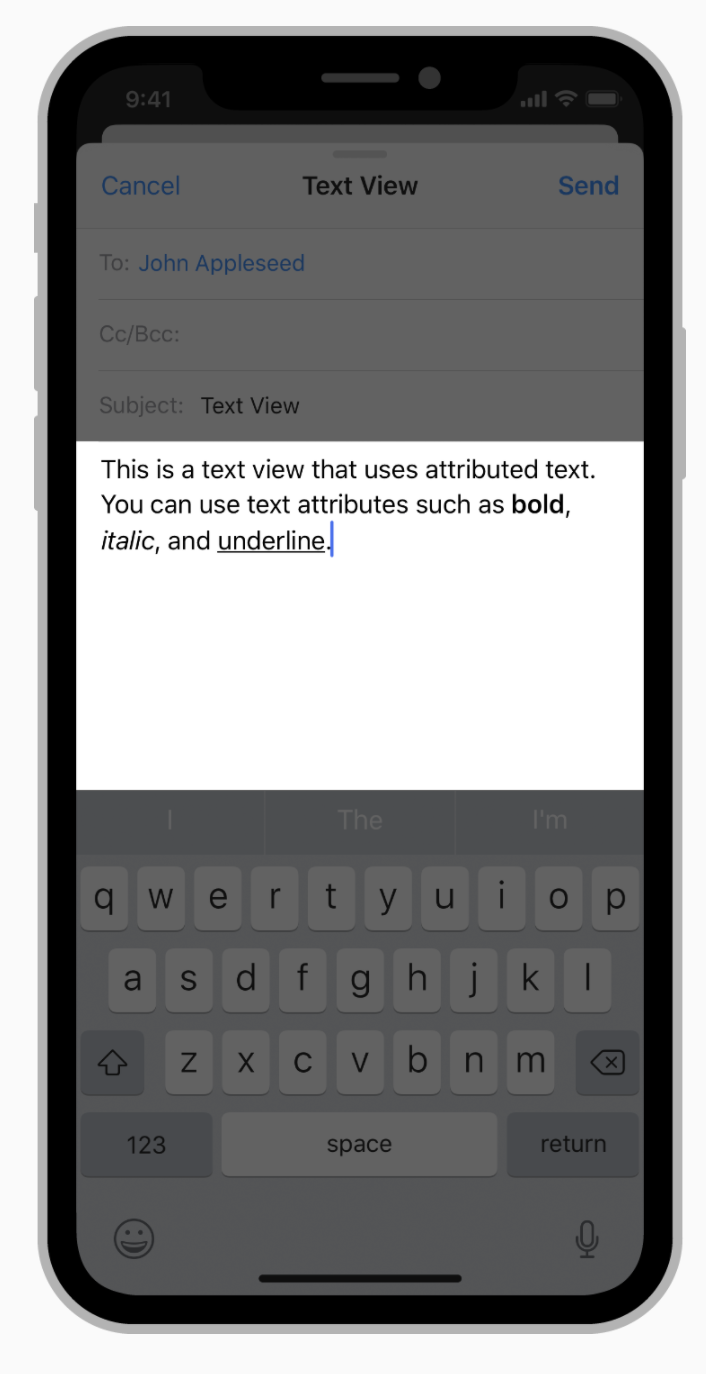 9:41
Cancel Text View Send
To: John Appleseed
Cc/Bcc:
Subject: Text View
This is a text view that uses attributed text.
You can use text attributes such as bold,
italic, and underline.
I The I'm
q w e r t y u i o p
a s d f g h j k l
z x c v b n m
123 space return